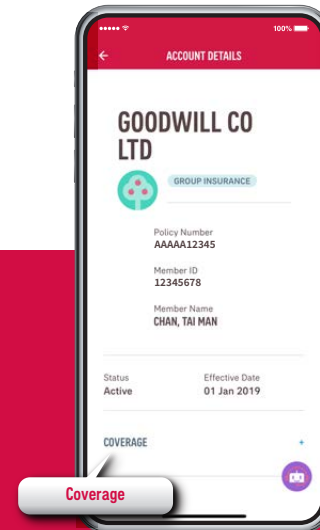 100%
ACCOUNT DETAILS
GOODWILL CO
LTD
GROUP INSURANCE
Policy Number
AAAAA12345
Member ID
12345678
Member Name
CHAN, TAI MAN
Status
Effective Date
Active
01 Jan 2019
COVERAGE +
Coverage